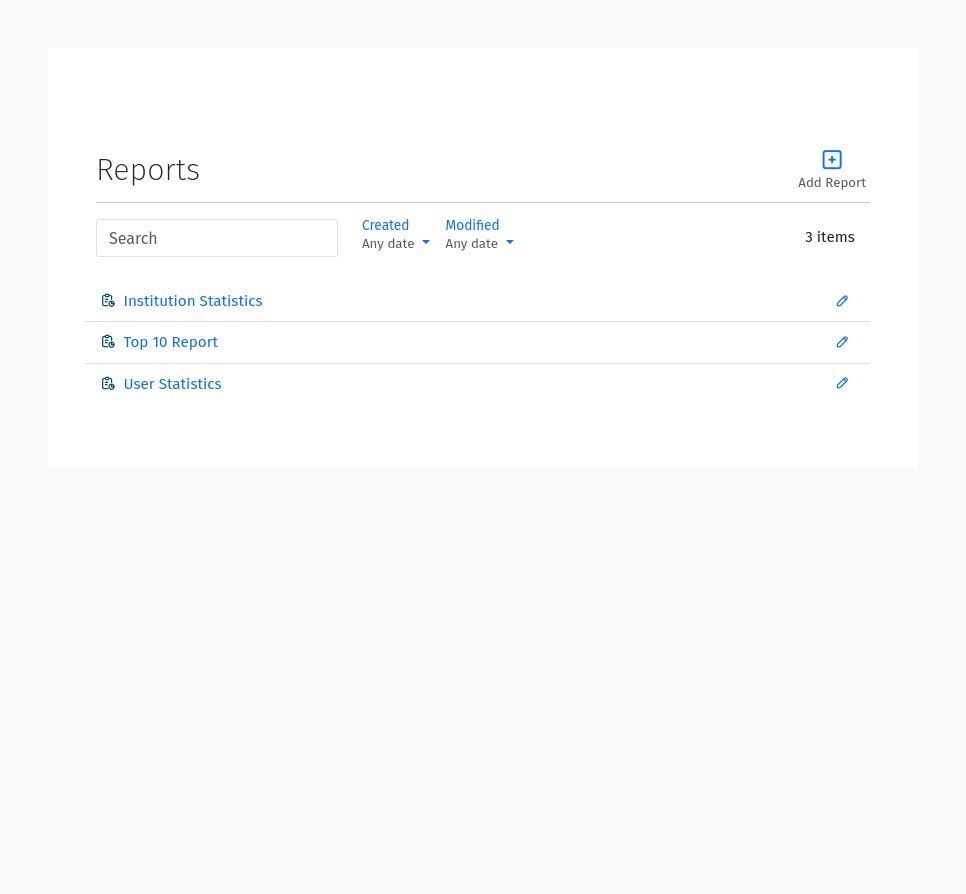 Reports
Add Report
Search
Created
Any date
Modified
Any date
3 items
Institution Statistics
Top 10 Report
User Statistics